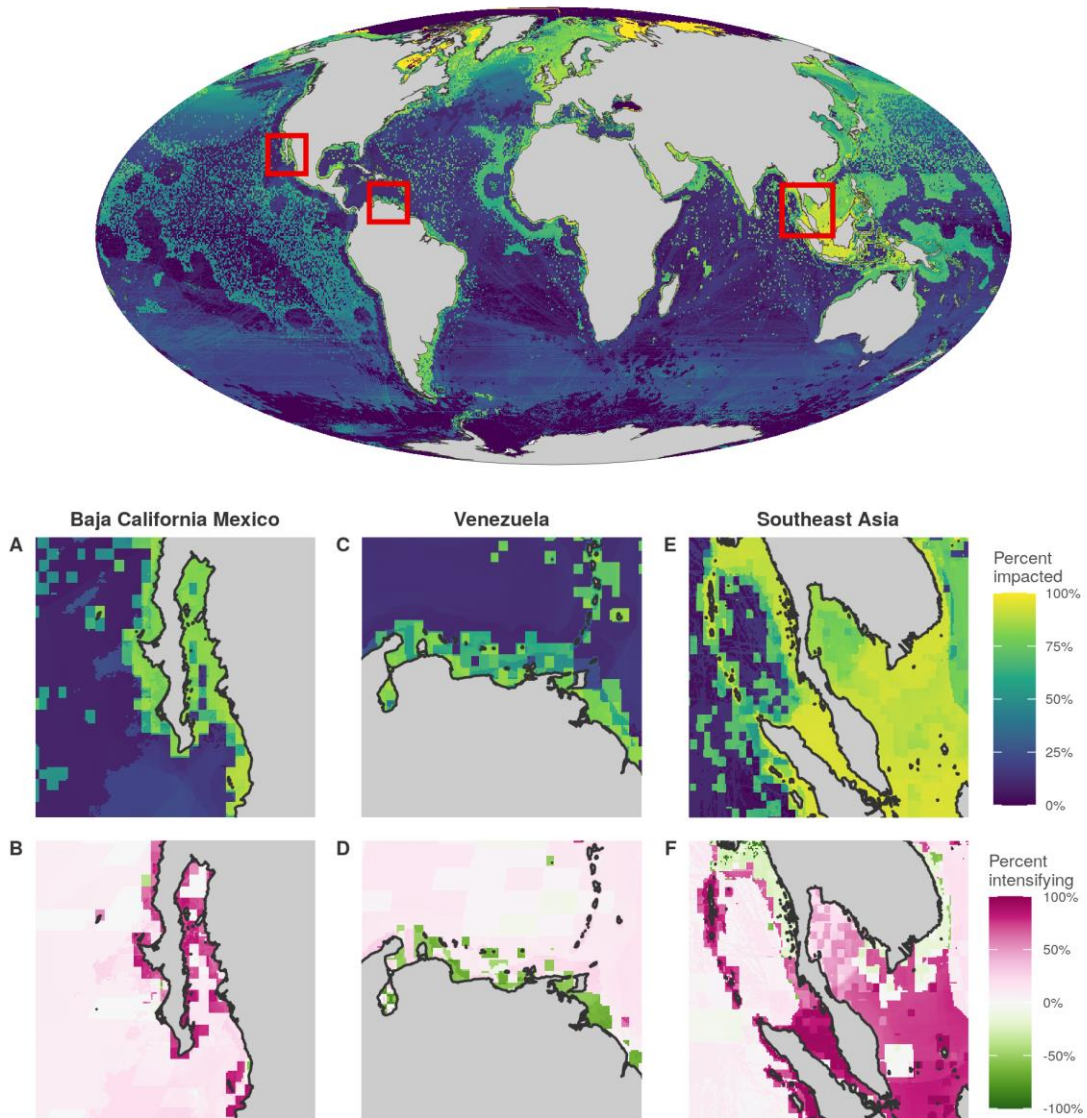 Baja California Mexico
Venezuela
Southeast Asia
A
C
E
Percent
impacted
100%
75%
50%
25%
0%
B
D
F
Percent
intensifying
100%
50%
0%
-50%
-100%